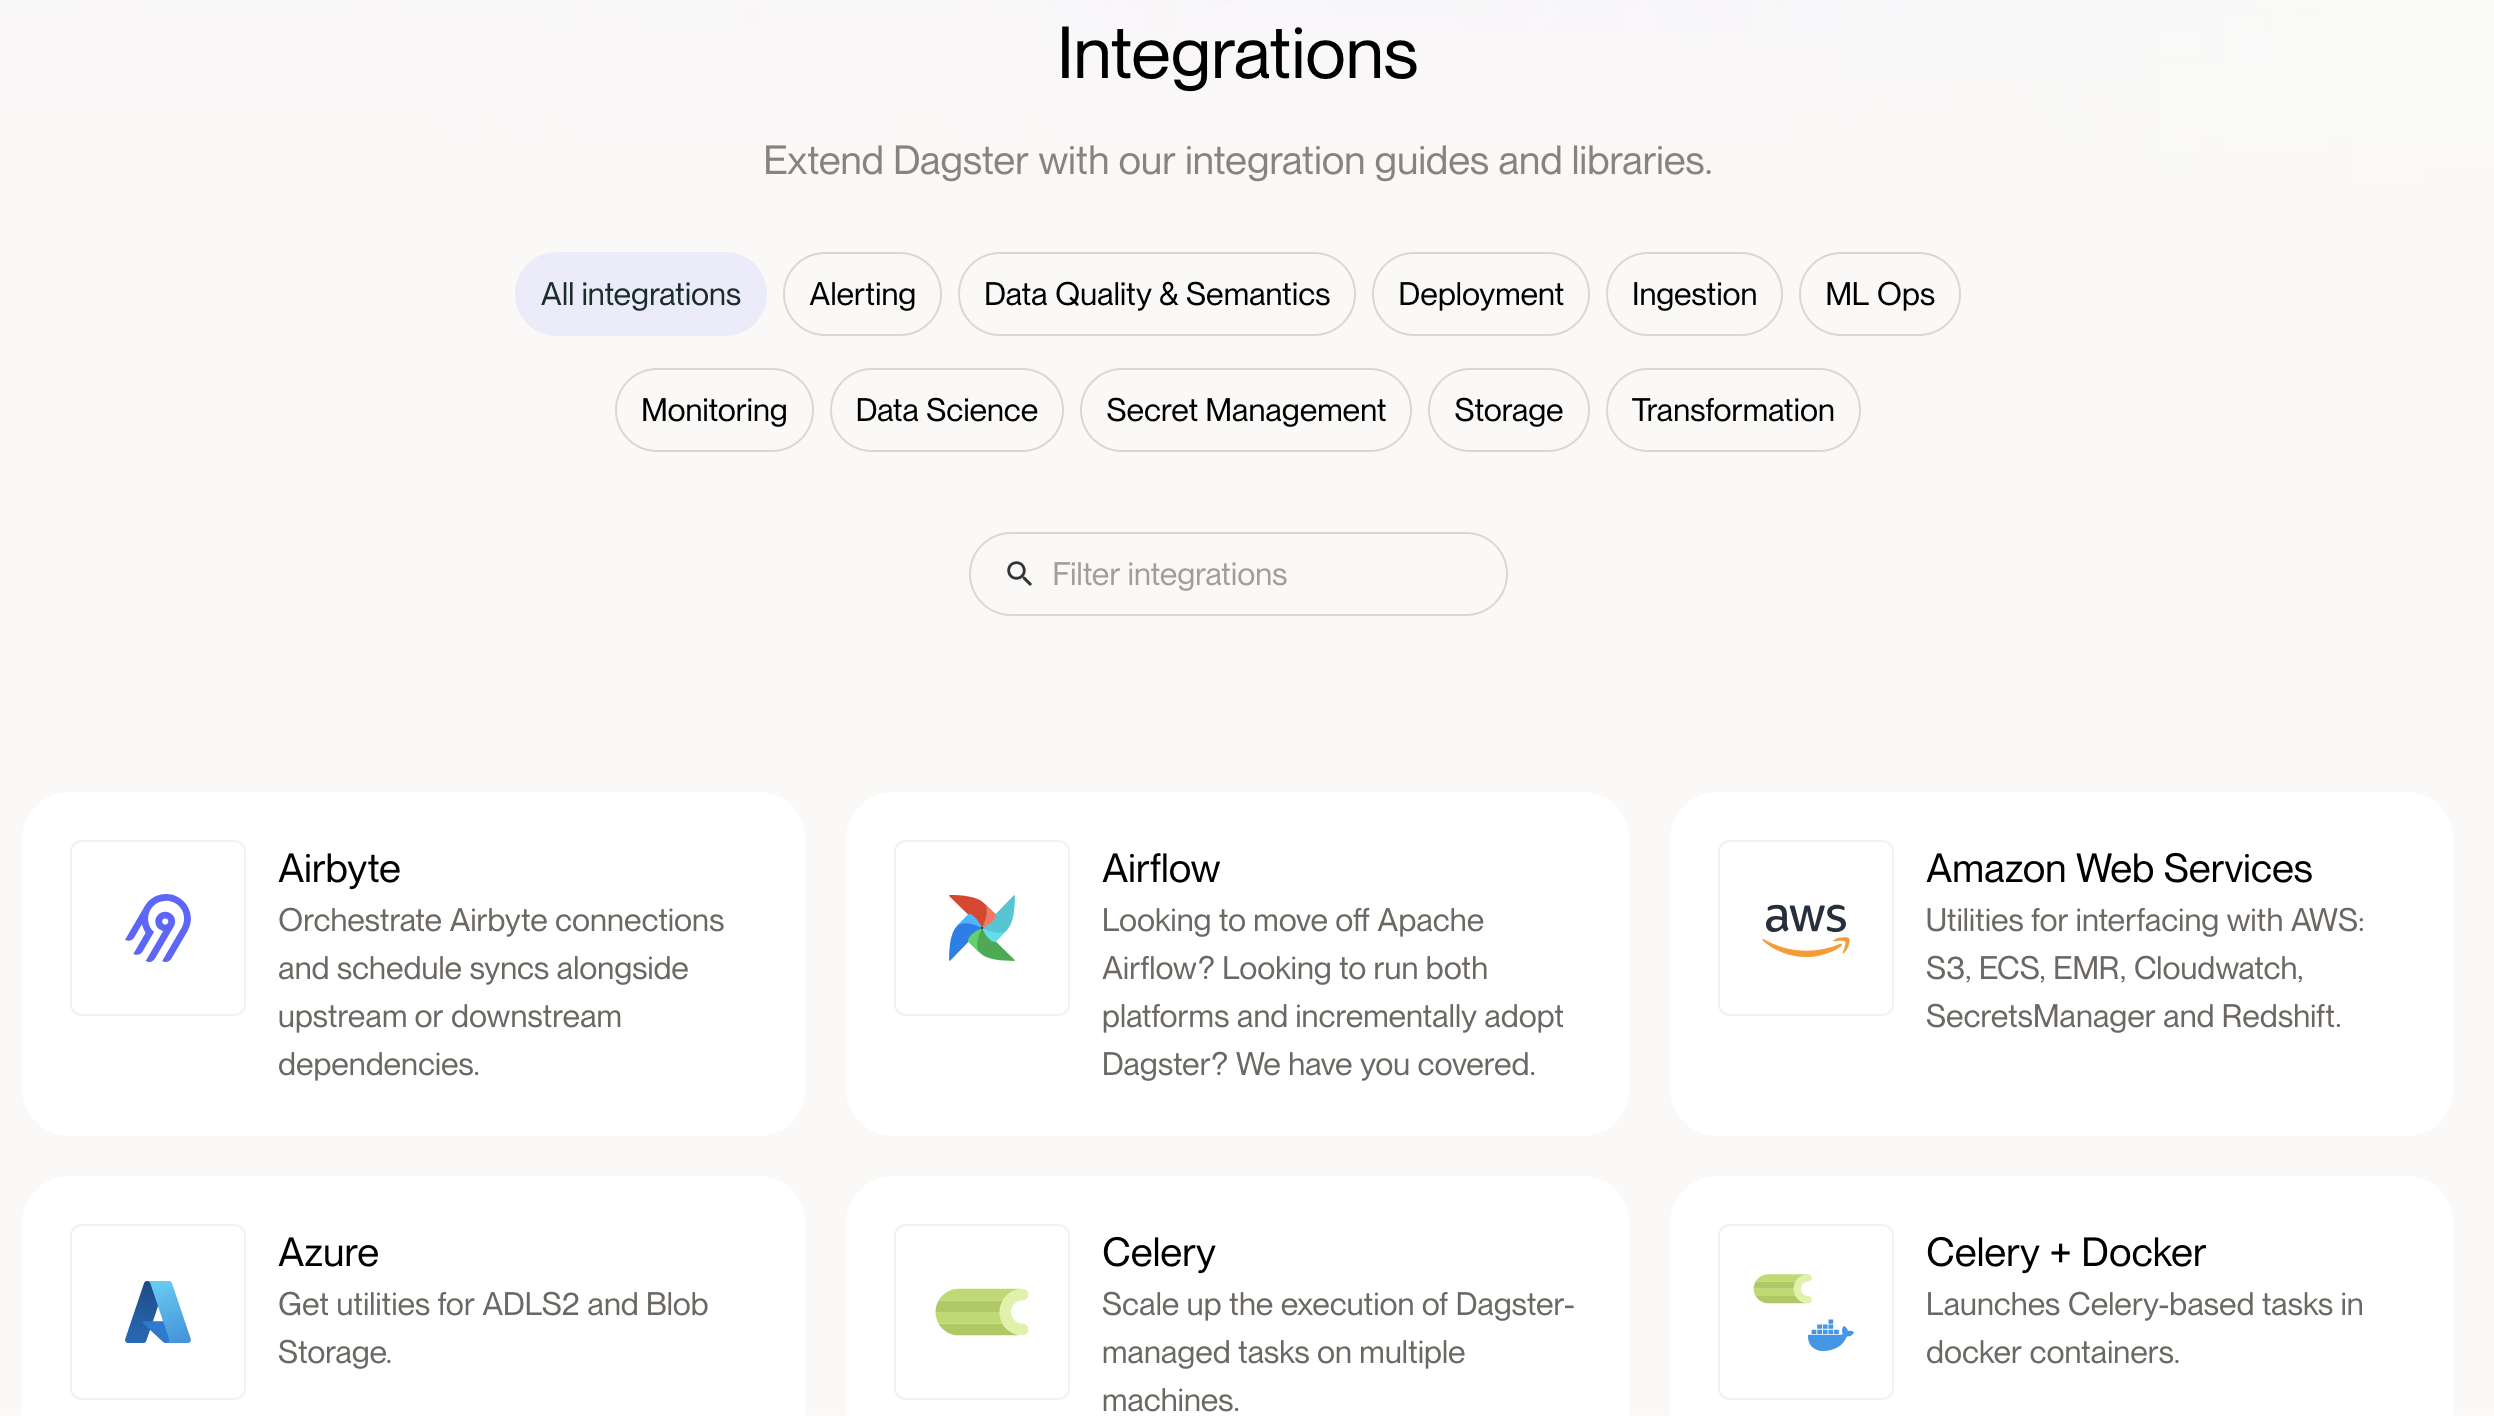 Integrations
Extend Dagster with our integration guides and libraries.
All integrations
Alerting
Data Quality & Semantics
Deployment
Ingestion
ML Ops
Monitoring
Data Science
Secret Management
Storage
Transformation
Filter integrations
Airbyte
Orchestrate Airbyte connections
and schedule syncs alongside
upstream or downstream
dependencies.
Airflow
Looking to move off Apache
Airflow? Looking to run both
platforms and incrementally adopt
Dagster? We have you covered.
aws
Amazon Web Services
Utilities for interfacing with AWS:
S3, ECS, EMR, Cloudwatch,
SecretsManager and Redshift.
Azure
Get utilities for ADLS2 and Blob
Storage.
Celery
Scale up the execution of Dagster-
managed tasks on multiple
machines.
Celery + Docker
Launches Celery-based tasks in
docker containers.